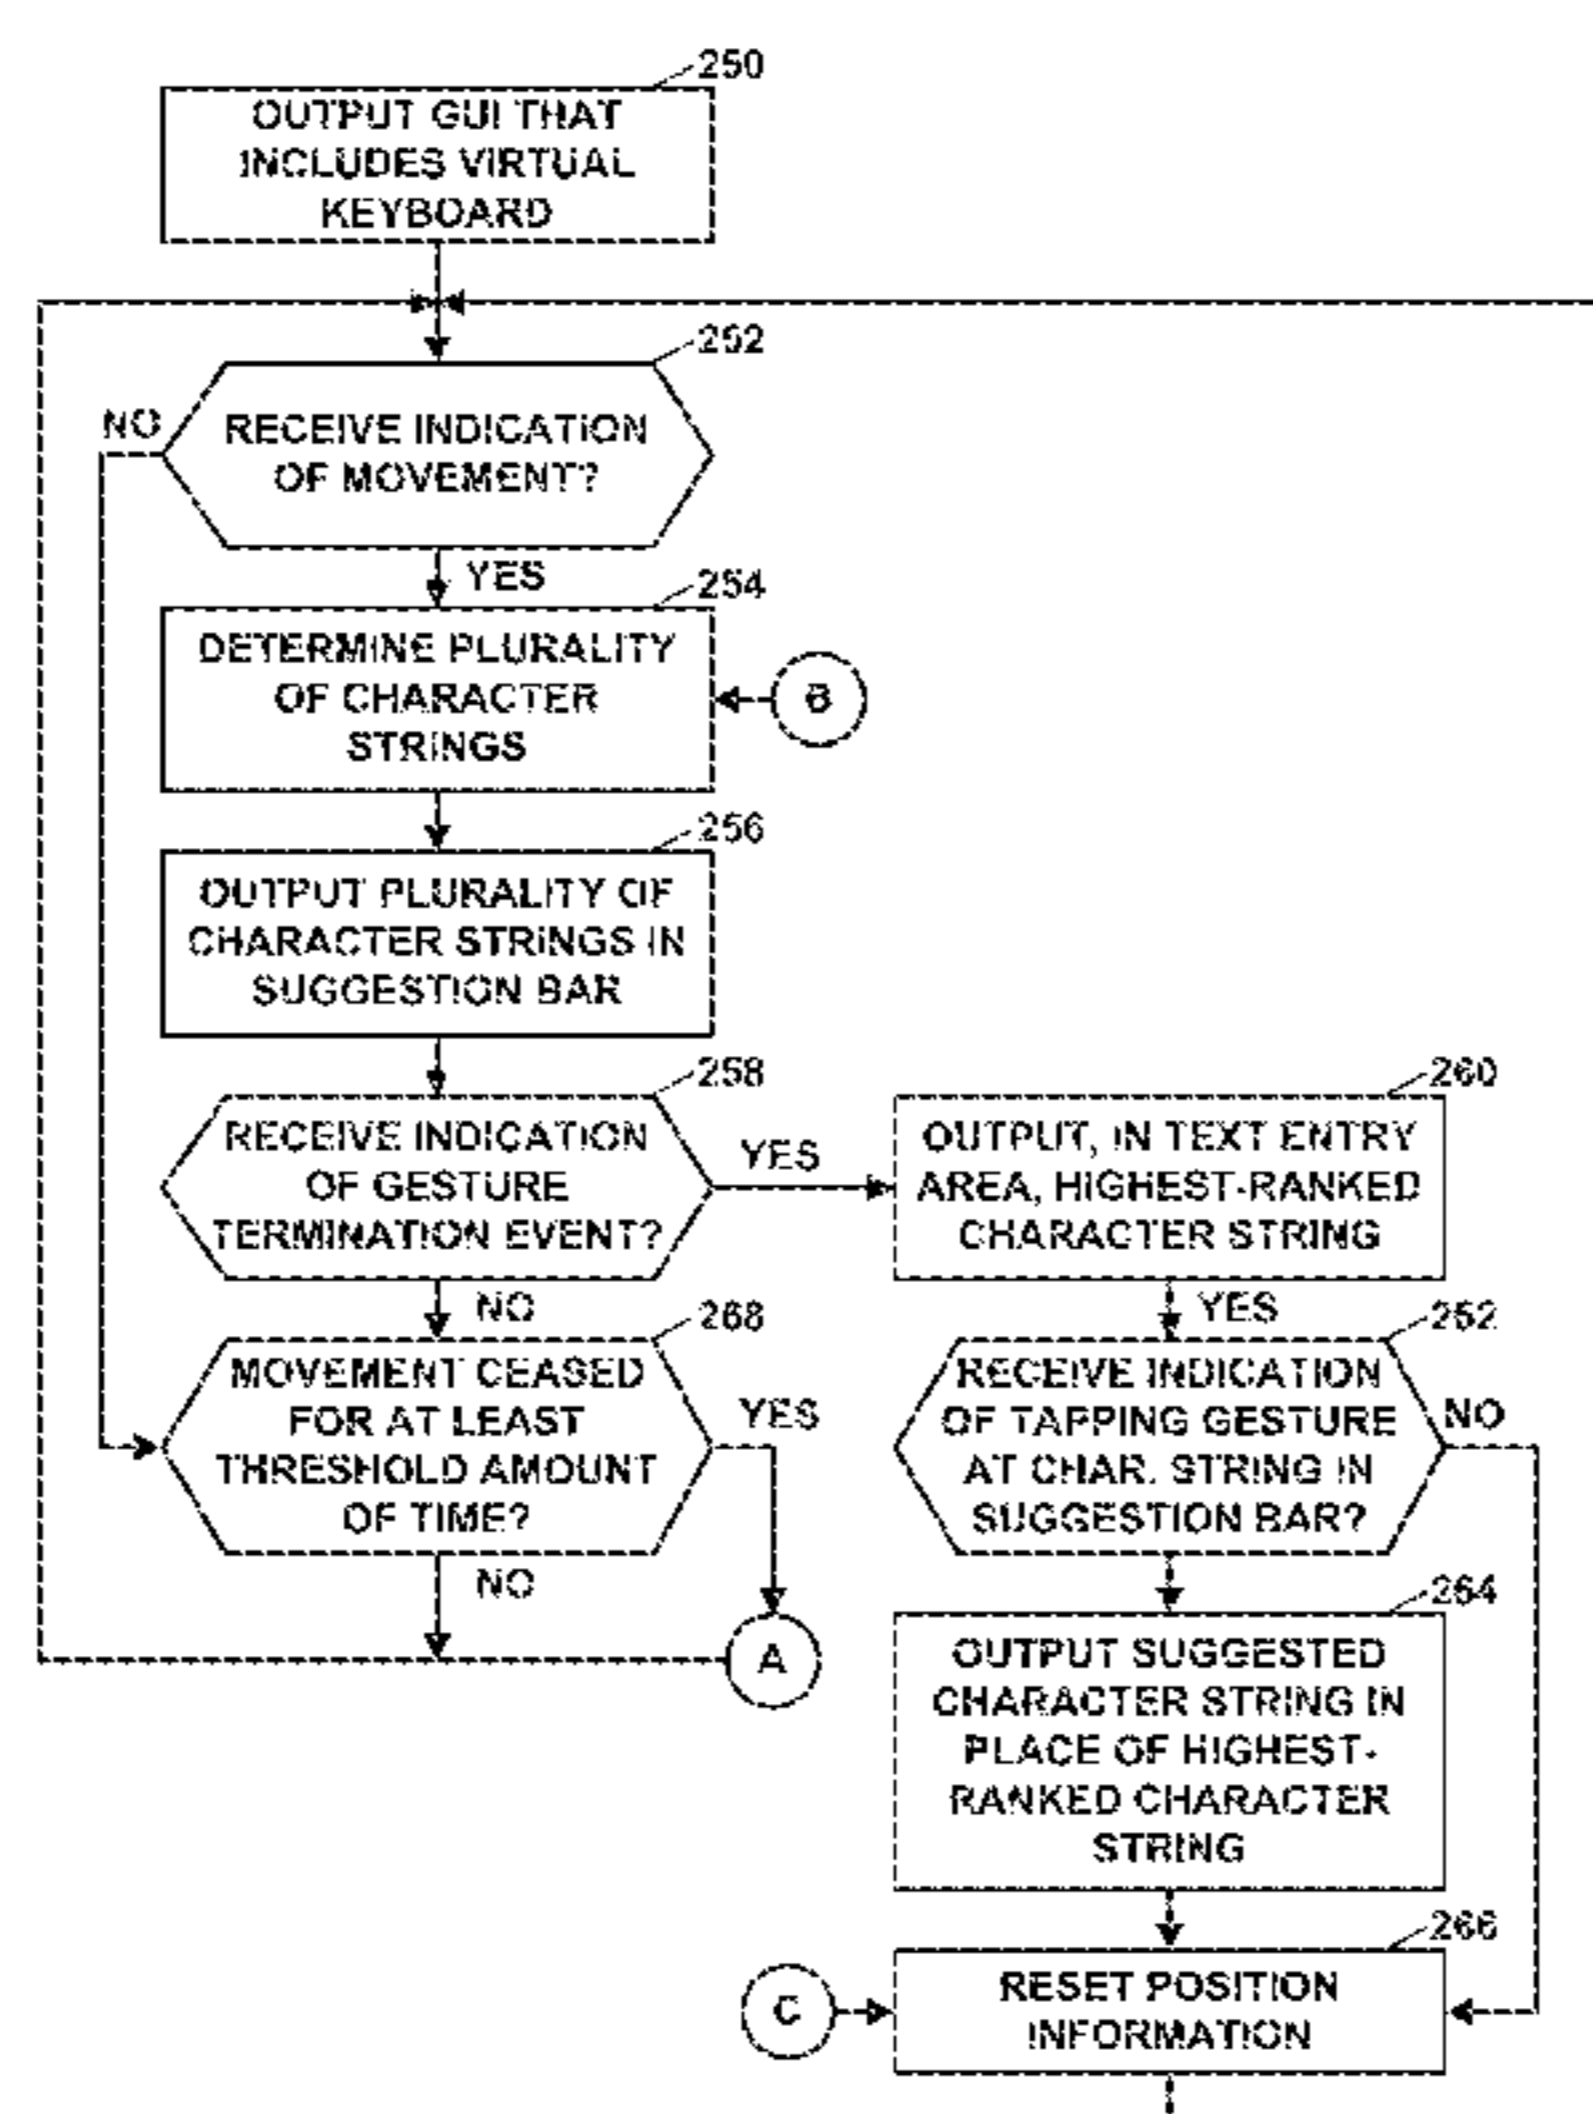 250
OUTPUT GUI THAT
INCLUDES VIRTUAL
KEYBOARD
252
NO
RECEIVE INDICATION
OF MOVEMENT?
YES
254
DETERMINE PLURALITY
OF CHARACTER
STRINGS
B
256
OUTPUT PLURALITY OF
CHARACTER STRINGS IN
SUGGESTION BAR
258
RECEIVE INDICATION
OF GESTURE
TERMINATION EVENT?
YES
260
OUTPUT, IN TEXT ENTRY
AREA, HIGHEST-RANKED
CHARACTER STRING
NO
YES
268
MOVEMENT CEASED
FOR AT LEAST
THRESHOLD AMOUNT
OF TIME?
YES
262
RECEIVE INDICATION
OF TAPPING GESTURE
AT CHAR. STRING IN
SUGGESTION BAR?
NO
NO
A
264
OUTPUT SUGGESTED
CHARACTER STRING IN
PLACE OF HIGHEST-
RANKED CHARACTER
STRING
266
C
RESET POSITION
INFORMATION